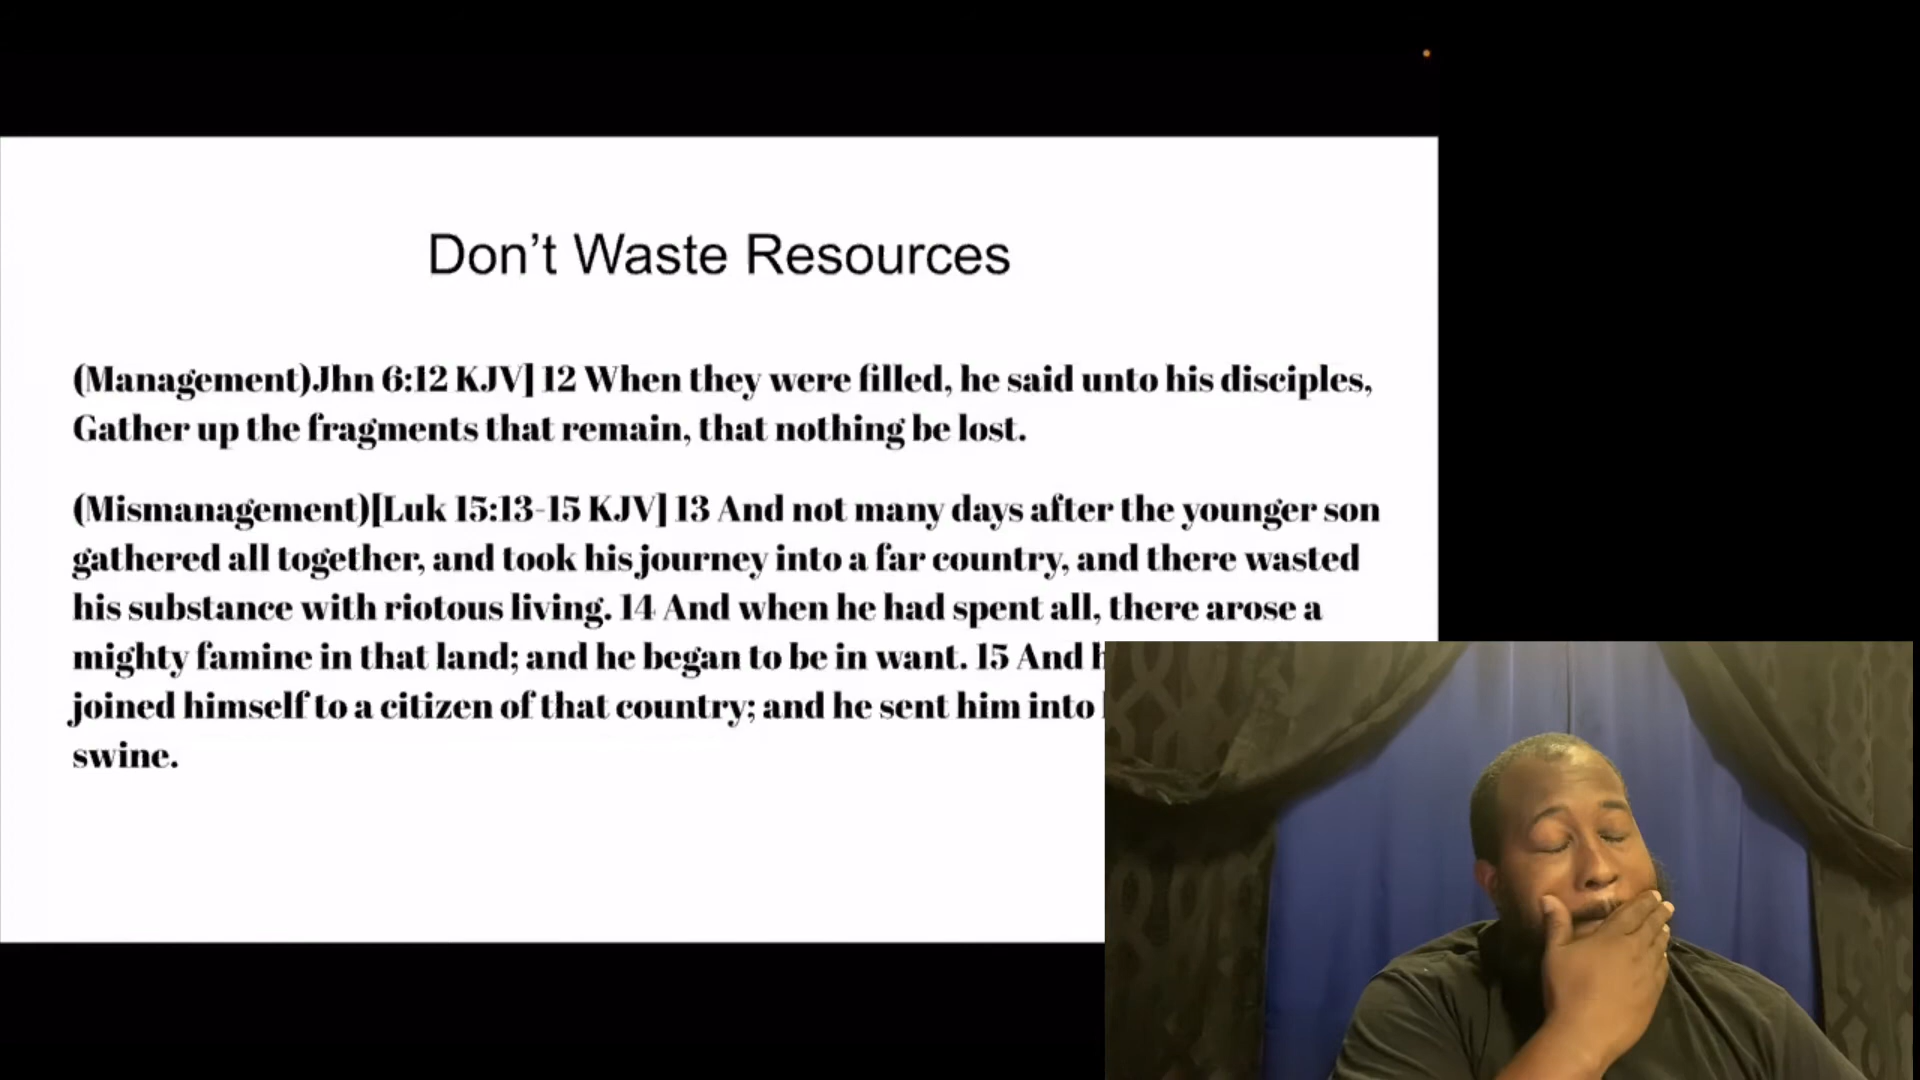 Don’t Waste Resources
(Management)Jhn 6:12 KJV] 12 When they were filled, he said unto his disciples,
Gather up the fragments that remain, that nothing be lost.
(Mismanagement)[Luk 15:13-15 KJV] 13 And not many days after the younger son
gathered all together, and took his journey into a far country, and there wasted
his substance with riotous living. 14 And when he had spent all, there arose a
mighty famine in that land; and he began to be in want. 15 And
joined himself to a citizen of that country; and he sent him into
swine.